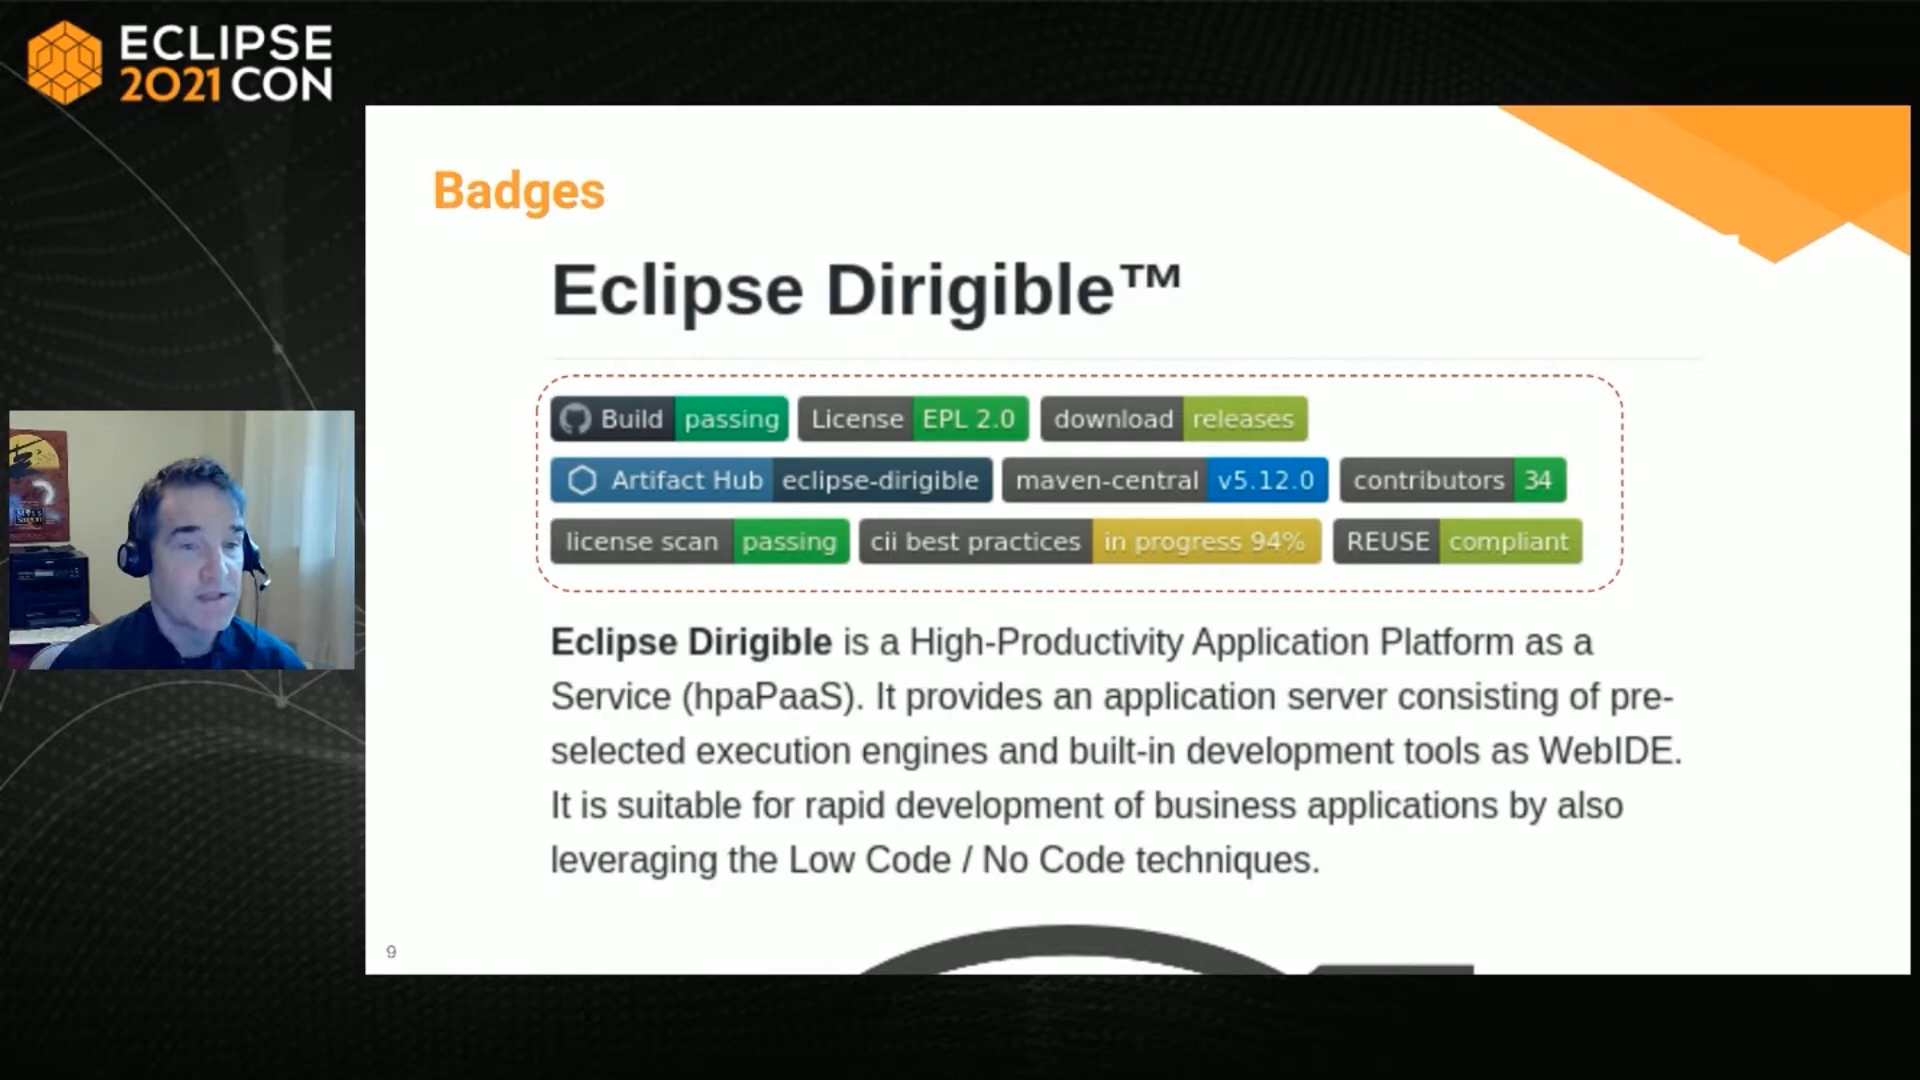 ECLIPSE
2021 CON
Badges
Eclipse Dirigible™
Build passing License EPL 2.0 download releases
Artifact Hub eclipse-dirigible maven-central v5.12.0 contributors 34
license scan passing cii best practices in progress 94% REUSE compliant
Eclipse Dirigible is a High-Productivity Application Platform as a
Service (hpaPaaS). It provides an application server consisting of pre-
selected execution engines and built-in development tools as WebIDE.
It is suitable for rapid development of business applications by also
leveraging the Low Code / No Code techniques.
9